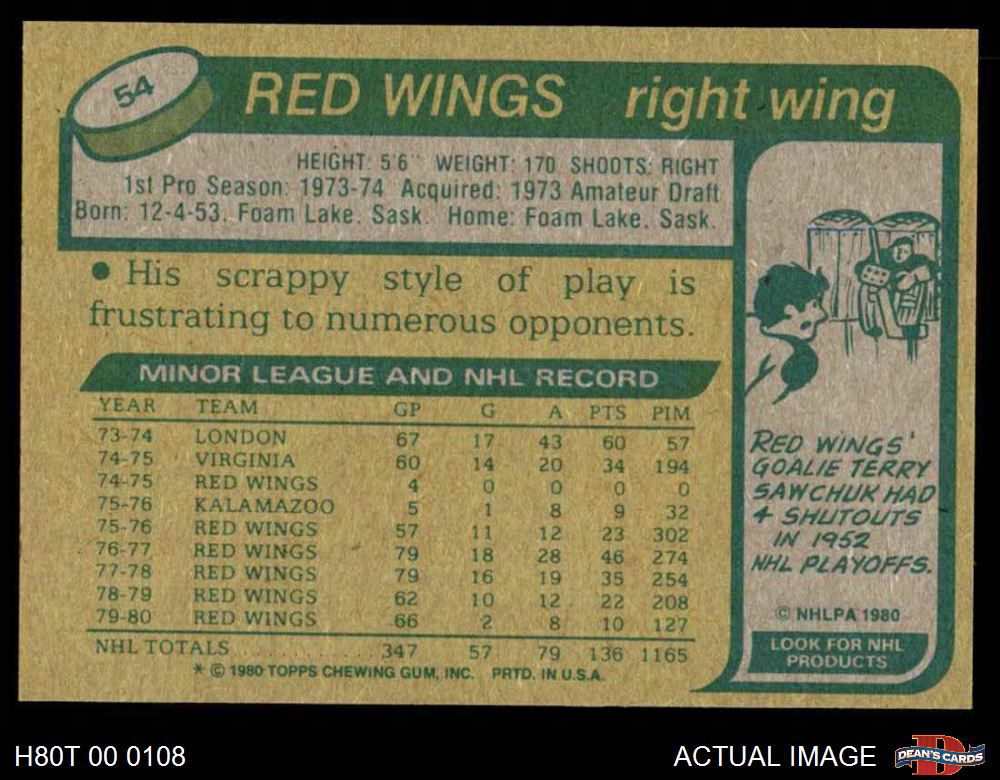 54
RED WINGS right wing
HEIGHT: 5'6" WEIGHT: 170 SHOOTS: RIGHT
1st Pro Season: 1973-74 Acquired: 1973 Amateur Draft
Born: 12-4-53, Foam Lake, Sask. Home: Foam Lake, Sask.
• His scrappy style of play is
frustrating to numerous opponents.
MINOR LEAGUE AND NHL RECORD
YEAR TEAM GP G A PTS PIM
73-74 LONDON 67 17 43 60 57
74-75 VIRGINIA 60 14 20 34 194
74-75 RED WINGS 4 0 0 0 0
75-76 KALAMAZOO 5 1 8 9 32
75-76 RED WINGS 57 11 12 23 302
76-77 RED WINGS 79 18 28 46 274
77-78 RED WINGS 79 16 19 35 254
78-79 RED WINGS 62 10 12 22 208
79-80 RED WINGS 66 2 8 10 127
NHL TOTALS .......... 347 57 79 136 1165
* © 1980 TOPPS CHEWING GUM, INC. PRTD. IN U.S.A.
RED WINGS'
GOALIE TERRY
SAWCHUK HAD
4 SHUTOUTS
IN 1952
NHL PLAYOFFS.
© NHLPA 1980
LOOK FOR NHL
PRODUCTS
H80T 00 0108
ACTUAL IMAGE
D
DEAN'S CARDS